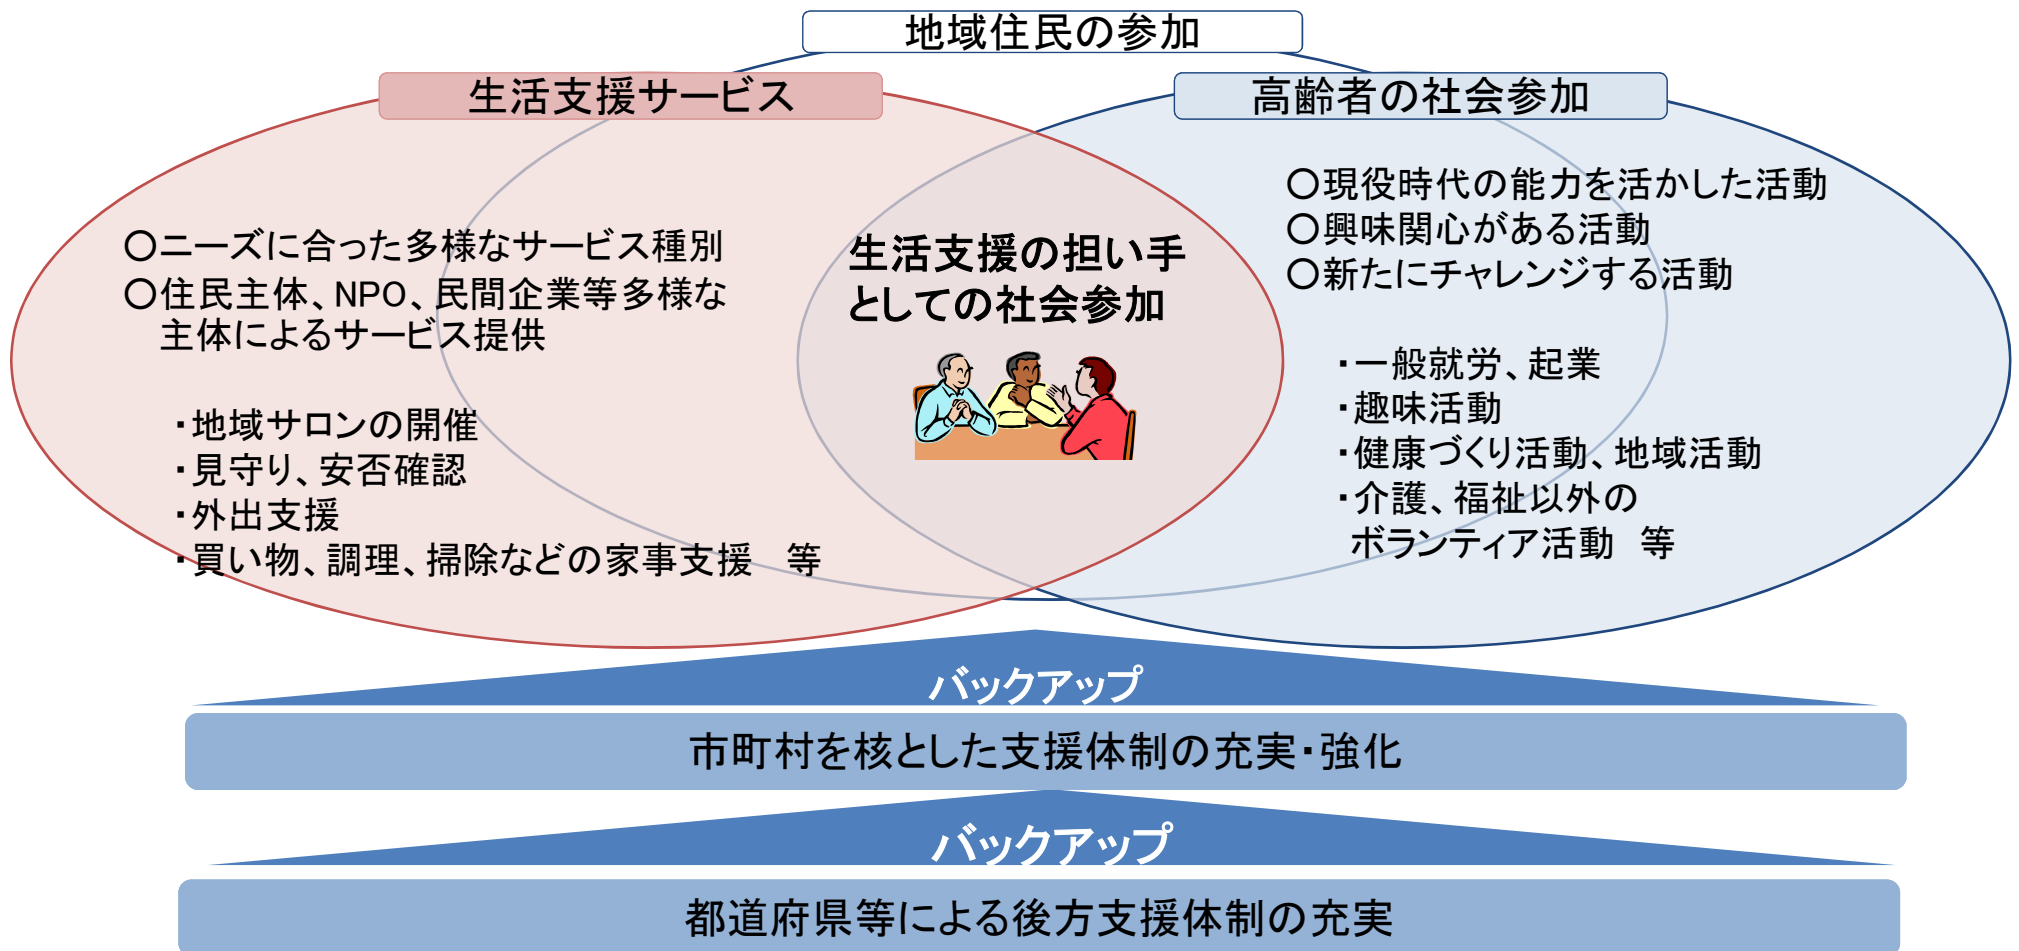 地域住民の参加
生活支援サービス
〇ニーズに合った多様なサービス種別
〇住民主体、NPO、民間企業等多様な
主体によるサービス提供
・地域サロンの開催
・見守り、安否確認
・外出支援
・買い物、調理、掃除などの家事支援　等
生活支援の担い手
としての社会参加
高齢者の社会参加
〇現役時代の能力を活かした活動
〇興味関心がある活動
〇新たにチャレンジする活動
・一般就労、起業
・趣味活動
・健康づくり活動、地域活動
・介護、福祉以外の
ボランティア活動　等
バックアップ
市町村を核とした支援体制の充実・強化
バックアップ
都道府県等による後方支援体制の充実